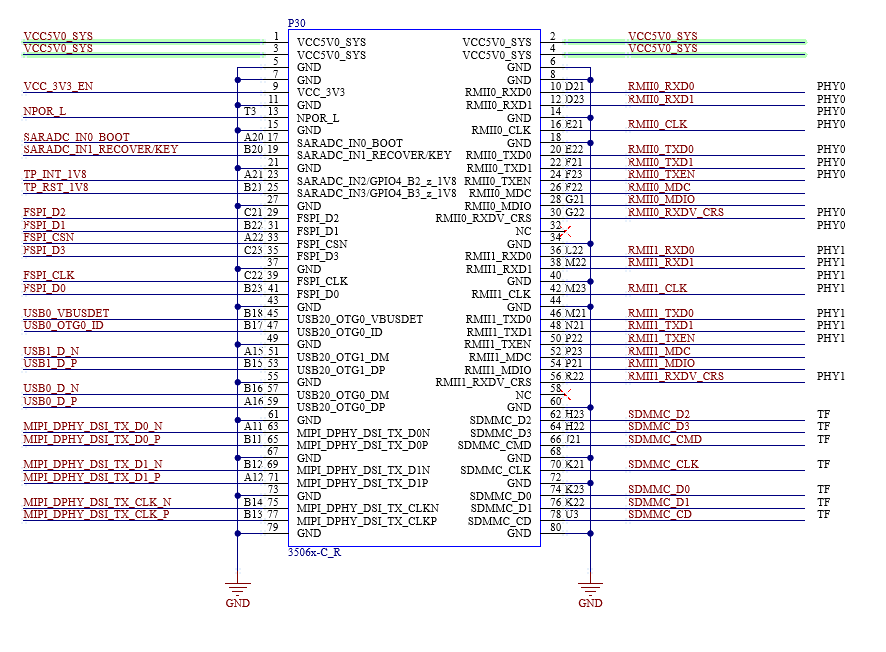 P30
VCC5V0_SYS 1 VCC5V0_SYS VCC5V0_SYS 2 VCC5V0_SYS
VCC5V0_SYS 3 VCC5V0_SYS VCC5V0_SYS 4 VCC5V0_SYS
5 GND GND 6
7 GND GND 8
VCC_3V3_EN 9 VCC_3V3 RMII0_RXD0 10 D21 RMII0_RXD0 PHY0
11 GND RMII0_RXD1 12 D23 RMII0_RXD1 PHY0
NPOR_L T3 13 NPOR_L GND 14 PHY0
15 GND RMII0_CLK 16 E21 RMII0_CLK PHY0
SARADC_IN0_BOOT A20 17 SARADC_IN0_BOOT GND 18
SARADC_IN1_RECOVER/KEY B20 19 SARADC_IN1_RECOVER/KEY RMII0_TXD0 20 E22 RMII0_TXD0 PHY0
21 GND RMII0_TXD1 22 F21 RMII0_TXD1 PHY0
TP_INT_1V8 A21 23 SARADC_IN2/GPIO4_B2_z_1V8 RMII0_TXEN 24 F23 RMII0_TXEN PHY0
TP_RST_1V8 B21 25 SARADC_IN3/GPIO4_B3_z_1V8 RMII0_MDC 26 F22 RMII0_MDC
27 GND RMII0_MDIO 28 G21 RMII0_MDIO
FSPI_D2 C21 29 FSPI_D2 RMII0_RXDV_CRS 30 G22 RMII0_RXDV_CRS PHY0
FSPI_D1 B22 31 FSPI_D1 NC 32 PHY0
FSPI_CSN A22 33 FSPI_CSN GND 34
FSPI_D3 C23 35 FSPI_D3 RMII1_RXD0 36 L22 RMII1_RXD0 PHY1
37 GND RMII1_RXD1 38 M22 RMII1_RXD1 PHY1
FSPI_CLK C22 39 FSPI_CLK GND 40 PHY1
FSPI_D0 B23 41 FSPI_D0 RMII1_CLK 42 M23 RMII1_CLK PHY1
43 GND GND 44
USB0_VBUSDET B18 45 USB20_OTG0_VBUSDET RMII1_TXD0 46 M21 RMII1_TXD0 PHY1
USB0_OTG0_ID B17 47 USB20_OTG0_ID RMII1_TXD1 48 N21 RMII1_TXD1 PHY1
49 GND RMII1_TXEN 50 P22 RMII1_TXEN PHY1
USB1_D_N A15 51 USB20_OTG1_DM RMII1_MDC 52 P23 RMII1_MDC
USB1_D_P B15 53 USB20_OTG1_DP RMII1_MDIO 54 P21 RMII1_MDIO
55 GND RMII1_RXDV_CRS 56 R22 RMII1_RXDV_CRS PHY1
USB0_D_N B16 57 USB20_OTG0_DM NC 58
USB0_D_P A16 59 USB20_OTG0_DP GND 60
61 GND SDMMC_D2 62 H23 SDMMC_D2 TF
MIPI_DPHY_DSI_TX_D0_N A11 63 MIPI_DPHY_DSI_TX_D0N SDMMC_D3 64 H22 SDMMC_D3 TF
MIPI_DPHY_DSI_TX_D0_P B11 65 MIPI_DPHY_DSI_TX_D0P SDMMC_CMD 66 J21 SDMMC_CMD TF
67 GND GND 68
MIPI_DPHY_DSI_TX_D1_N B12 69 MIPI_DPHY_DSI_TX_D1N SDMMC_CLK 70 K21 SDMMC_CLK TF
MIPI_DPHY_DSI_TX_D1_P A12 71 MIPI_DPHY_DSI_TX_D1P GND 72
73 GND SDMMC_D0 74 K23 SDMMC_D0 TF
MIPI_DPHY_DSI_TX_CLK_N B14 75 MIPI_DPHY_DSI_TX_CLKN SDMMC_D1 76 K22 SDMMC_D1 TF
MIPI_DPHY_DSI_TX_CLK_P B13 77 MIPI_DPHY_DSI_TX_CLKP SDMMC_CD 78 U3 SDMMC_CD TF
79 GND GND 80
3506x-C_R
GND GND